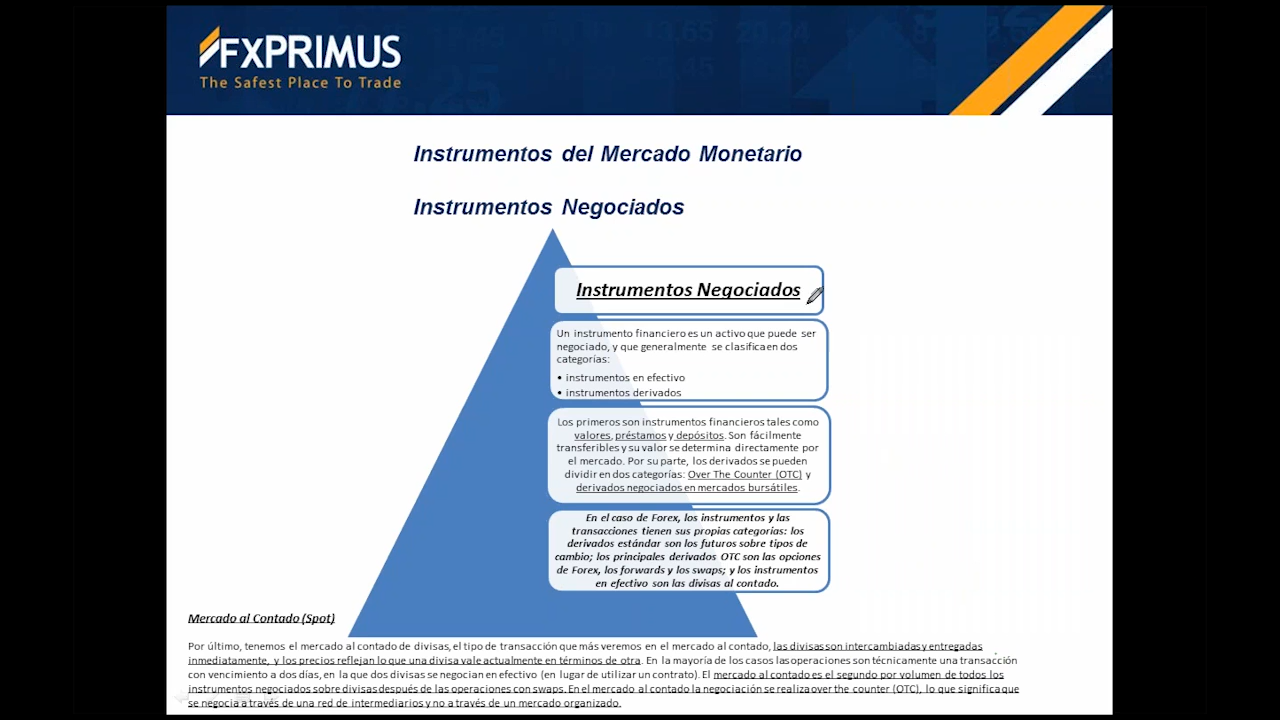 FXPRIMUS
The Safest Place To Trade
Instrumentos del Mercado Monetario
Instrumentos Negociados
Instrumentos Negociados
Un instrumento financiero es un activo que puede ser
negociado, y que generalmente se clasifica en dos
categorías:
• instrumentos en efectivo
• instrumentos derivados
Los primeros son instrumentos financieros tales como
valores, préstamos y depósitos. Son fácilmente
transferibles y su valor se determina directamente por
el mercado. Por su parte, los derivados se pueden
dividir en dos categorías: Over The Counter (OTC) y
derivados negociados en mercados bursátiles.
En el caso de Forex, los instrumentos y las
transacciones tienen sus propias categorías: los
derivados estándar son los futuros sobre tipos de
cambio; los principales derivados OTC son las opciones
de Forex, los forwards y los swaps; y los instrumentos
en efectivo son las divisas al contado.
Mercado al Contado (Spot)
Por último, tenemos el mercado al contado de divisas, el tipo de transacción que más veremos en el mercado al contado, las divisas son intercambiadas y entregadas
inmediatamente, y los precios reflejan lo que una divisa vale actualmente en términos de otra. En la mayoría de los casos las operaciones son técnicamente una transacción
con vencimiento a dos días, en la que dos divisas se negocian en efectivo (en lugar de utilizar un contrato). El mercado al contado es el segundo por volumen de todos los
instrumentos negociados sobre divisas después de las operaciones con swaps. En el mercado al contado la negociación se realiza over the counter (OTC), lo que significa que
se negocia a través de una red de intermediarios y no a través de un mercado organizado.